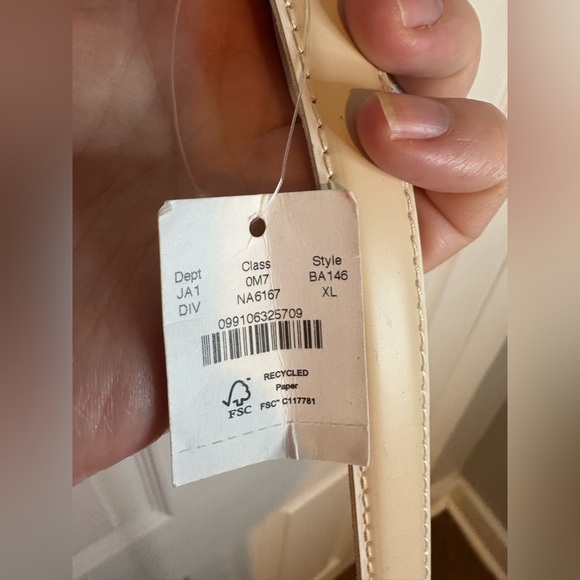 Dept Class Style
JA1 0M7 BA146
DIV NA6167 XL
099106325709
RECYCLED
Paper
FSC™ C117781
FSC